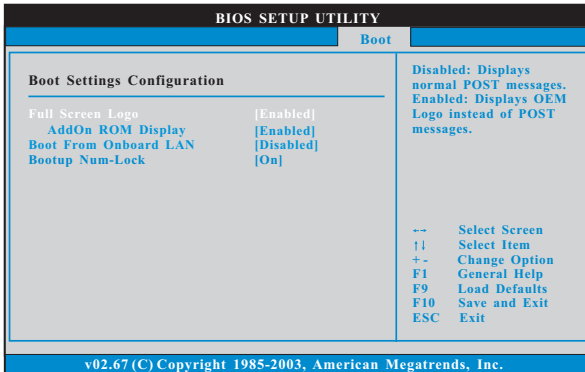 BIOS SETUP UTILITY
Boot
Boot Settings Configuration
Full Screen Logo [Enabled]
AddOn ROM Display [Enabled]
Boot From Onboard LAN [Disabled]
Bootup Num-Lock [On]
Disabled: Displays
normal POST messages.
Enabled: Displays OEM
Logo instead of POST
messages.
←→ Select Screen
↑↓ Select Item
+ - Change Option
F1 General Help
F9 Load Defaults
F10 Save and Exit
ESC Exit
v02.67 (C) Copyright 1985-2003, American Megatrends, Inc.